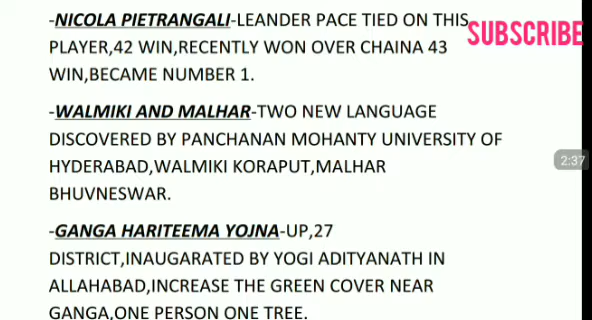 -NICOLA PIETRANGALI-LEANDER PACE TIED ON THIS
SUBSCRIBE
PLAYER,42 WIN,RECENTLY WON OVER CHAINA 43
WIN,BECAME NUMBER 1.
-WALMIKI AND MALHAR-TWO NEW LANGUAGE
DISCOVERED BY PANCHANAN MOHANTY UNIVERSITY OF
HYDERABAD,WALMIKI KORAPUT,MALHAR
2:37
BHUVNESWAR.
-GANGA HARITEEMA YOJNA-UP,27
DISTRICT,INAUGARATED BY YOGI ADITYANATH IN
ALLAHABAD,INCREASE THE GREEN COVER NEAR
GANGA,ONE PERSON ONE TREE.